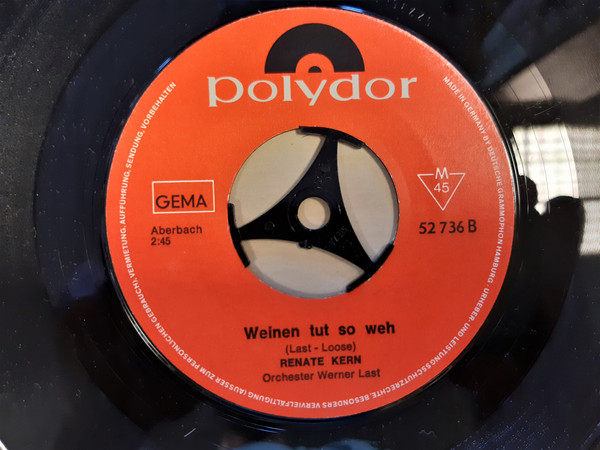 polydor
GEMA
M
45
Aberbach
2:45
52 736 B
Weinen tut so weh
(Last - Loose)
RENATE KERN
Orchester Werner Last
MADE IN GERMANY BY DEUTSCHE GRAMMOPHON HAMBURG · URHEBER- UND LEISTUNGSSCHUTZRECHTE, BESONDERS VERVIELFÄLTIGUNG (AUSSER ZUM PERSÖNLICHEN GEBRAUCH), VERMIETUNG, AUFFÜHRUNG, SENDUNG, VORBEHALTEN